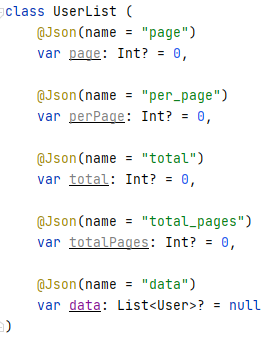 class UserList (
@Json(name = "page")
var page: Int? = 0,
@Json(name = "per_page")
var perPage: Int? = 0,
@Json(name = "total")
var total: Int? = 0,
@Json(name = "total_pages")
var totalPages: Int? = 0,
@Json(name = "data")
var data: List<User>? = null
)